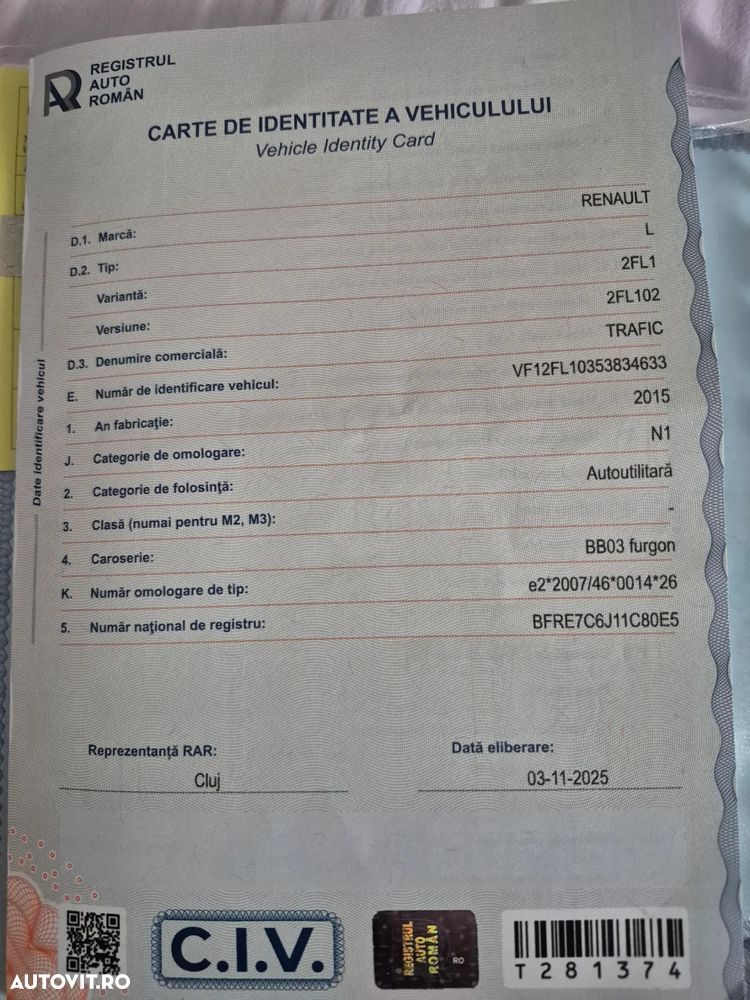 REGISTRUL
AUTO
ROMÂN
CARTE DE IDENTITATE A VEHICULULUI
Vehicle Identity Card
Date identificare vehicul
D.1. Marcă: RENAULT
D.2. Tip: L
Variantă: 2FL1
Versiune: 2FL102
D.3. Denumire comercială: TRAFIC
E. Număr de identificare vehicul: VF12FL10353834633
1. An fabricaţie: 2015
J. Categorie de omologare: N1
2. Categorie de folosinţă: Autoutilitară
3. Clasă (numai pentru M2, M3): -
4. Caroserie: BB03 furgon
K. Număr omologare de tip: e2*2007/46*0014*26
5. Număr naţional de registru: BFRE7C6J11C80E5
Reprezentanţă RAR: Dată eliberare:
Cluj 03-11-2025
C.I.V.
REGISTRUL
AUTO
ROMÂN
RO
T281374
AUTOVIT.RO